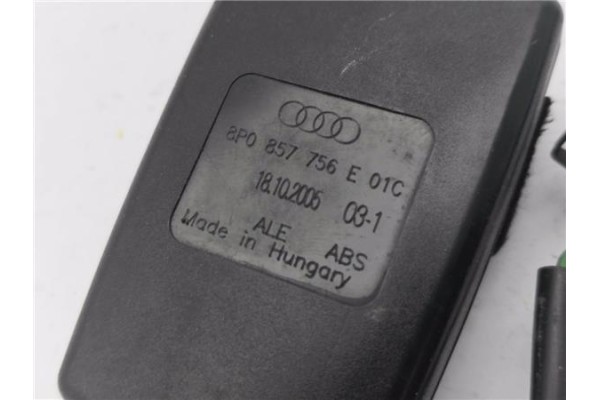 8P0 857 756 E 01C
18.10.2005 03-1
ALE ABS
Made in Hungary